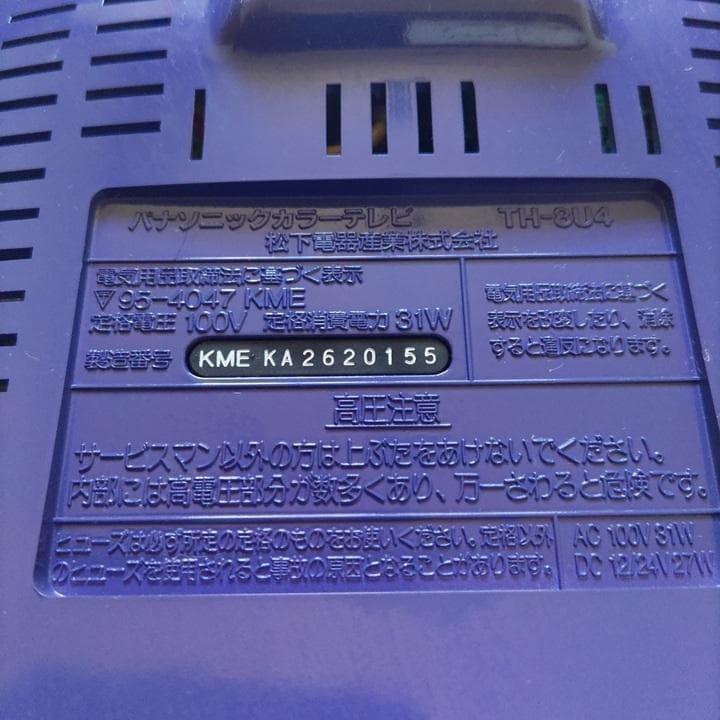 パナソニックカラーテレビ TH-8U4
松下電器産業株式会社
電気用品取締法に基づく表示
▽95-4047 KME
定格電圧 100V 定格消費電力 31W
製造番号 KME KA2620155
電気用品取締法に基づく
表示を改変したり、消除
すると違反になります。
高圧注意
サービスマン以外の方は上ぶたをあけないでください。
内部には高電圧部分が数多くあり、万一さわると危険です。
ヒューズは必ず所定の定格のものをお使いください。定格以外
のヒューズを使用されると事故の原因となることがあります。
AC 100V 31W
DC 12/24V 27W